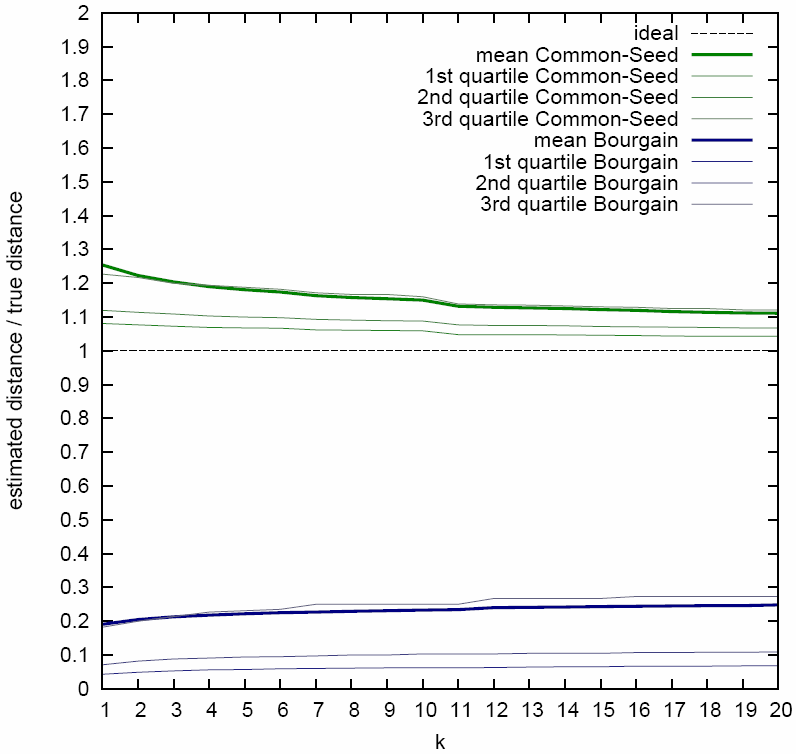 2
1.9
1.8
1.7
1.6
1.5
1.4
1.3
1.2
1.1
1
0.9
0.8
0.7
0.6
0.5
0.4
0.3
0.2
0.1
0
estimated distance / true distance
ideal
mean Common-Seed
1st quartile Common-Seed
2nd quartile Common-Seed
3rd quartile Common-Seed
mean Bourgain
1st quartile Bourgain
2nd quartile Bourgain
3rd quartile Bourgain
1 2 3 4 5 6 7 8 9 10 11 12 13 14 15 16 17 18 19 20
k